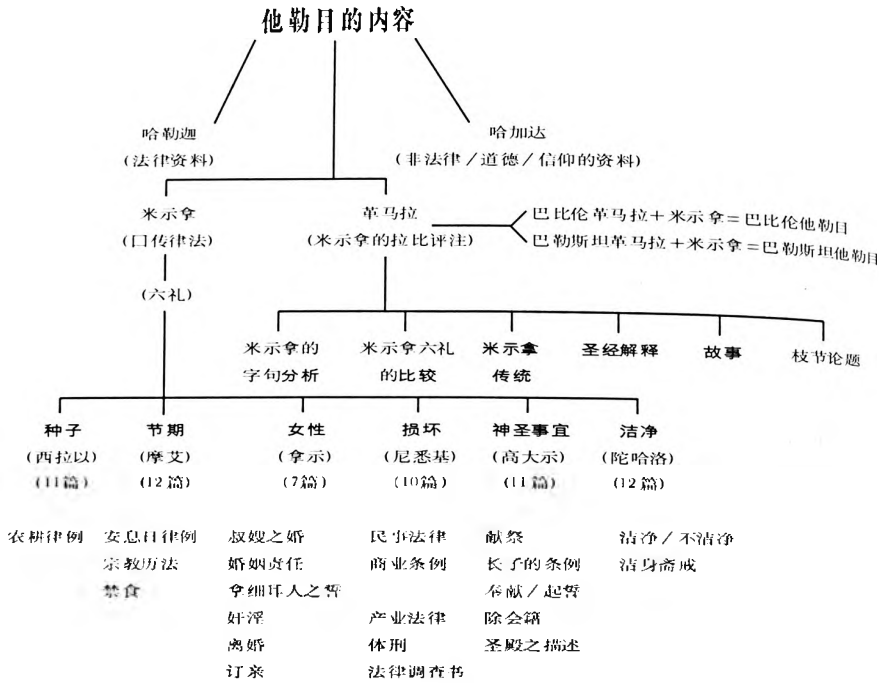 他勒目的内容
哈勒迦
(法律资料)
哈加达
(非法律/道德/信仰的资料)
米示拿
(口传律法)
革马拉
(米示拿的拉比评注)
巴比伦革马拉+米示拿=巴比伦他勒目
巴勒斯坦革马拉+米示拿=巴勒斯坦他勒目
(六礼)
米示拿的
字句分析
米示拿六礼
的比较
米示拿
传统
圣经解释
故事
枝节论题
种子
(西拉以)
(11篇)
农耕律例
节期
(摩艾)
(12篇)
安息日律例
宗教历法
禁食
女性
(拿示)
(7篇)
叔嫂之婚
婚姻责任
拿细耳人之誓
奸淫
离婚
订亲
损坏
(尼悉基)
(10篇)
民事法律
商业条例
产业法律
体刑
法律调查书
神圣事宜
(高大示)
(11篇)
献祭
长子的条例
奉献/起誓
除会籍
圣殿之描述
洁净
(陀哈洛)
(12篇)
洁净/不洁净
洁身斋戒